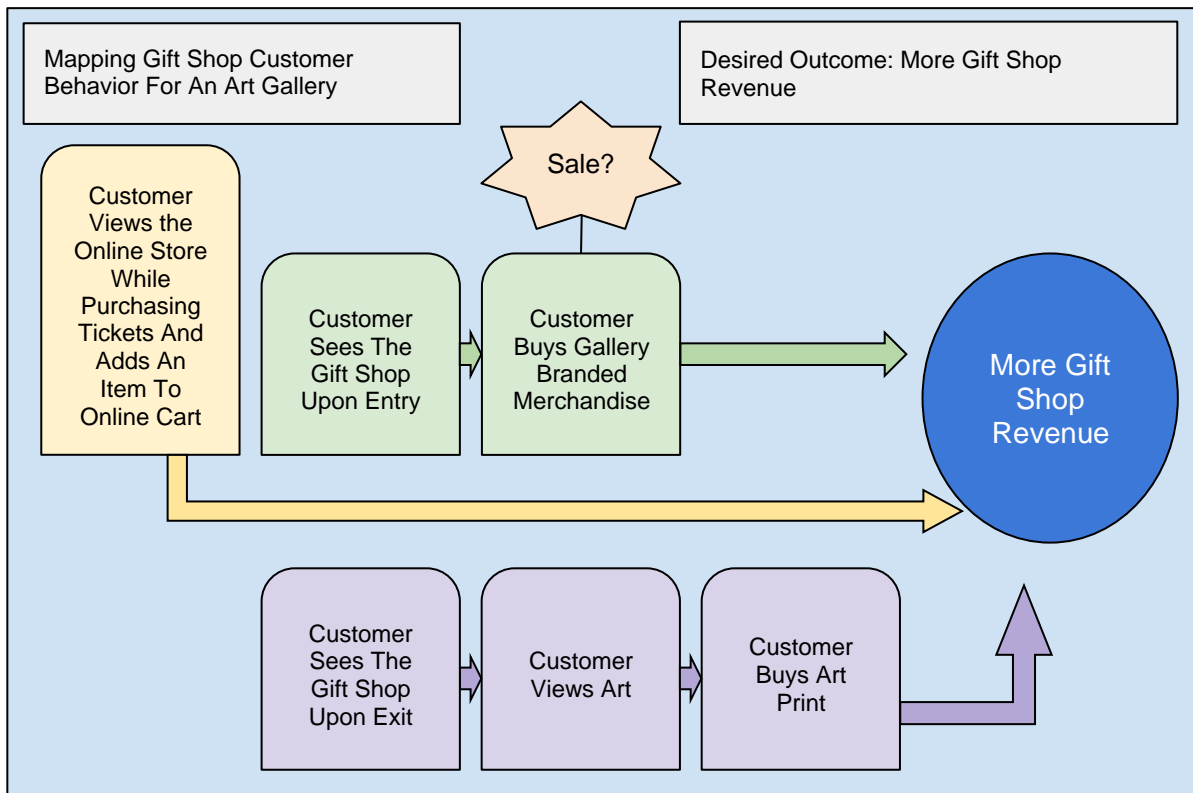 Mapping Gift Shop Customer
Behavior For An Art Gallery
Desired Outcome: More Gift Shop
Revenue
Sale?
Customer
Views the
Online Store
While
Purchasing
Tickets And
Adds An
Item To
Online Cart
Customer
Sees The
Gift Shop
Upon Entry
Customer
Buys Gallery
Branded
Merchandise
More Gift
Shop
Revenue
Customer
Sees The
Gift Shop
Upon Exit
Customer
Views Art
Customer
Buys Art
Print